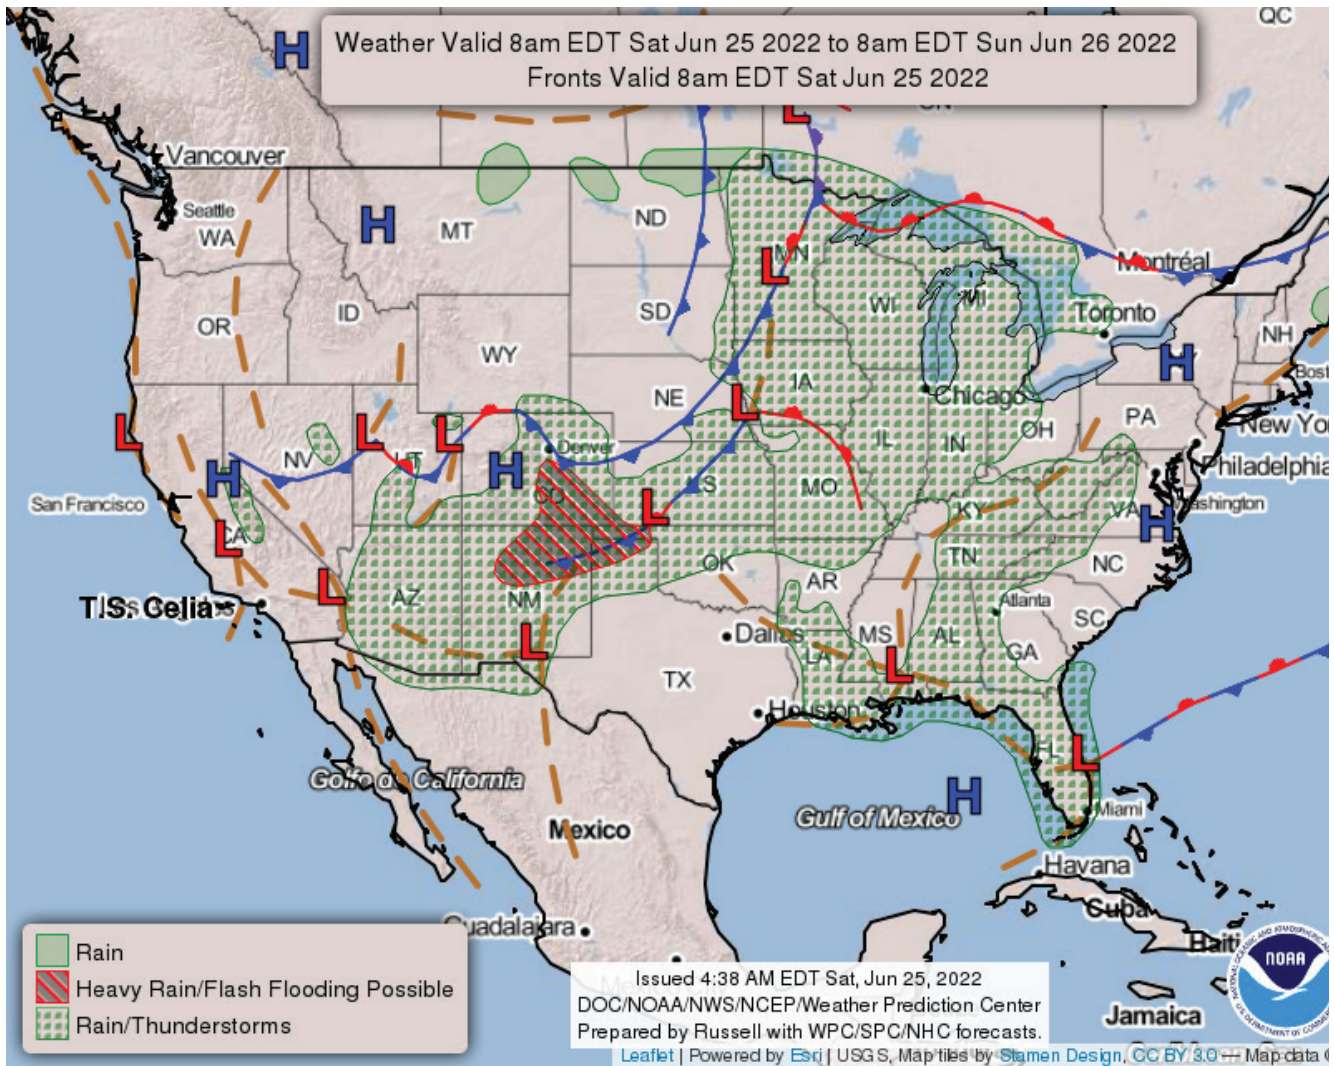 Weather Valid 8am EDT Sat Jun 25 2022 to 8am EDT Sun Jun 26 2022
Fronts Valid 8am EDT Sat Jun 25 2022
QC
H
L
Vancouver
Seattle
WA
H
MT
ND
MN
L
Montréal
OR
ID
SD
WI
MI
Toronto
WY
NH
H
Bost
NE
IA
L
Chicago
PA
New Yo
L
L
L
NV
UT
Denver
IL
IN
OH
Philadelphia
H
H
CO
KS
MO
San Francisco
L
KY
VA
Washington
H
CA
L
OK
TN
NC
L
AZ
NM
AR
Atlanta
T.S. Celia
SC
L
Dallas
MS
AL
GA
LA
L
TX
Houston
FL
L
Golfo de California
H
Miami
Gulf of Mexico
Mexico
Havana
Cuba
Guadalajara
Haiti
Rain
Heavy Rain/Flash Flooding Possible
Rain/Thunderstorms
NOAA
Issued 4:38 AM EDT Sat, Jun 25, 2022
DOC/NOAA/NWS/NCEP/Weather Prediction Center
Prepared by Russell with WPC/SPC/NHC forecasts.
Jamaica
Leaflet | Powered by Esri | USGS, Map tiles by Stamen Design, CC BY 3.0 — Map data ©